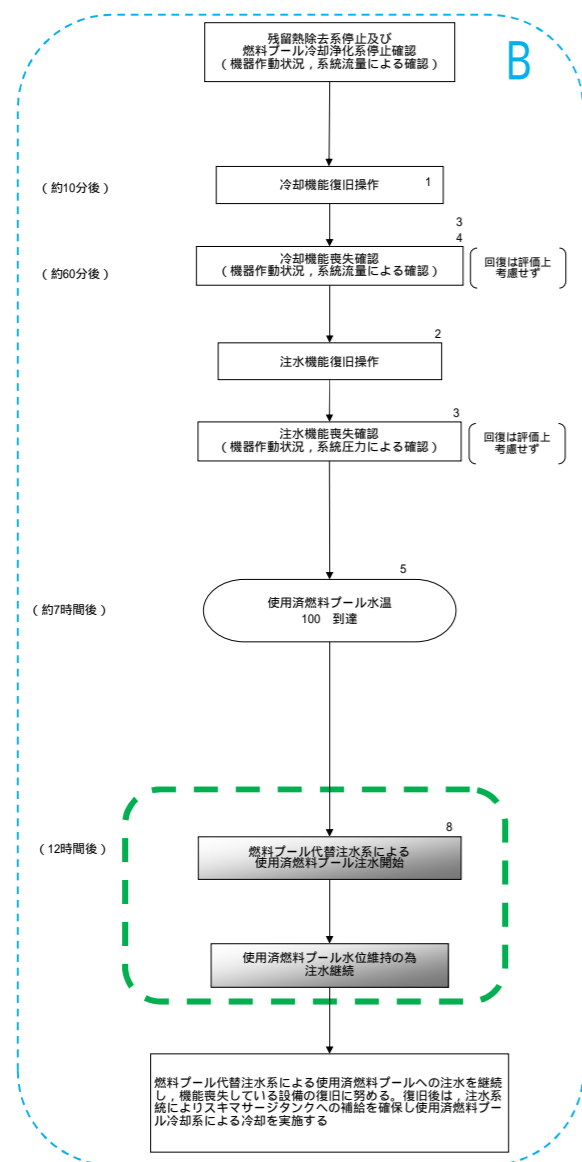 残留熱除去系停止及び
燃料プール冷却浄化系停止確認
（機器作動状況，系統流量による確認）
B
（約10分後）
冷却機能復旧操作
1
3
4
（約60分後）
冷却機能喪失確認
（機器作動状況，系統流量による確認）
回復は評価上
考慮せず
2
注水機能復旧操作
3
注水機能喪失確認
（機器作動状況，系統圧力による確認）
回復は評価上
考慮せず
5
（約7時間後）
使用済燃料プール水温
100　到達
8
（12時間後）
燃料プール代替注水系による
使用済燃料プール注水開始
使用済燃料プール水位維持の為
注水継続
燃料プール代替注水系による使用済燃料プールへの注水を継続
し，機能喪失している設備の復旧に努める。復旧後は，注水系
統によりスキマサージタンクへの補給を確保し使用済燃料プー
ル冷却系による冷却を実施する